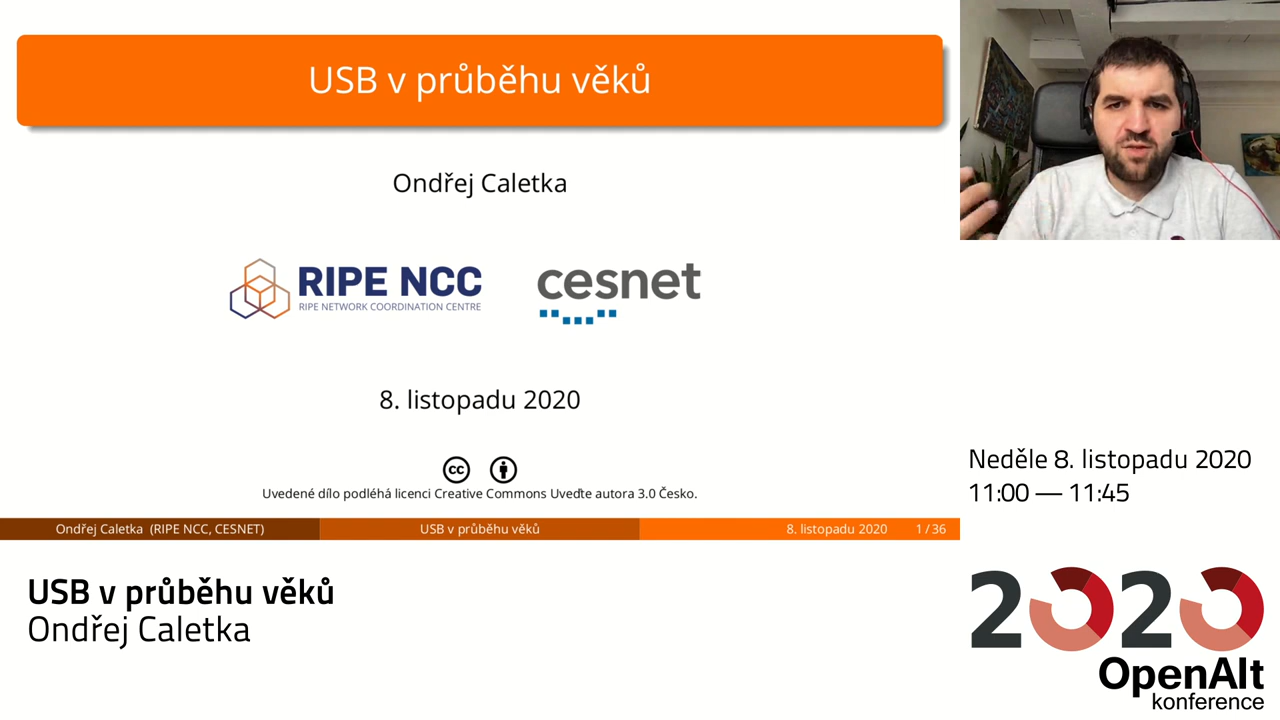 USB v průběhu věků
Ondřej Caletka
RIPE NCC
RIPE NETWORK COORDINATION CENTRE
cesnet
8. listopadu 2020
cc
Uvedené dílo podléhá licenci Creative Commons Uveďte autora 3.0 Česko.
Ondřej Caletka (RIPE NCC, CESNET)
USB v průběhu věků
8. listopadu 2020
1 / 36
Neděle 8. listopadu 2020
11:00 — 11:45
USB v průběhu věků
Ondřej Caletka
2020
OpenAlt
konference